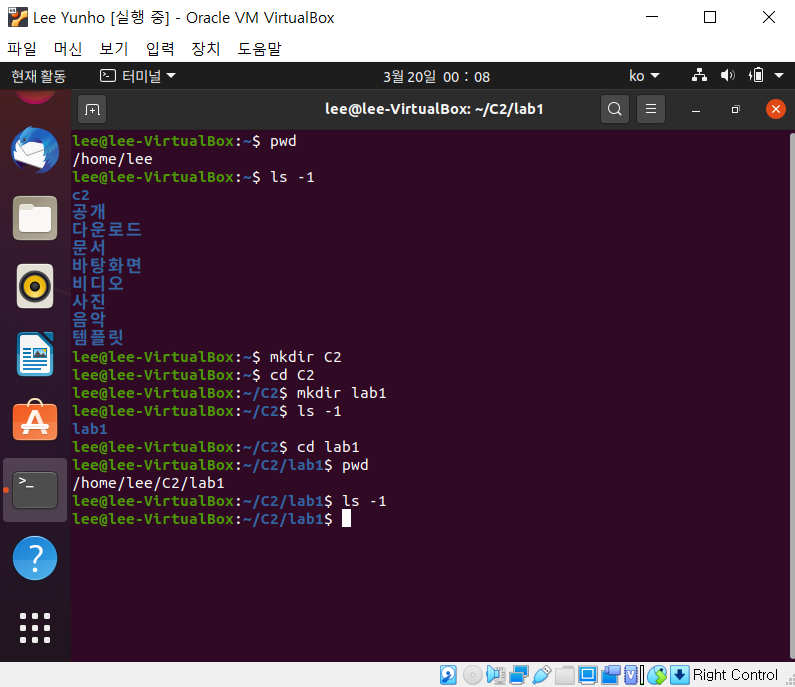 Lee Yunho [실행 중] - Oracle VM VirtualBox
파일 머신 보기 입력 장치 도움말
현재 활동 터미널 3월 20일 00 : 08 ko
lee@lee-VirtualBox: ~/C2/lab1
lee@lee-VirtualBox:~$ pwd
/home/lee
lee@lee-VirtualBox:~$ ls -1
c2
공개
다운로드
문서
바탕화면
비디오
사진
음악
템플릿
lee@lee-VirtualBox:~$ mkdir C2
lee@lee-VirtualBox:~$ cd C2
lee@lee-VirtualBox:~/C2$ mkdir lab1
lee@lee-VirtualBox:~/C2$ ls -1
lab1
lee@lee-VirtualBox:~/C2$ cd lab1
lee@lee-VirtualBox:~/C2/lab1$ pwd
/home/lee/C2/lab1
lee@lee-VirtualBox:~/C2/lab1$ ls -1
lee@lee-VirtualBox:~/C2/lab1$
Right Control